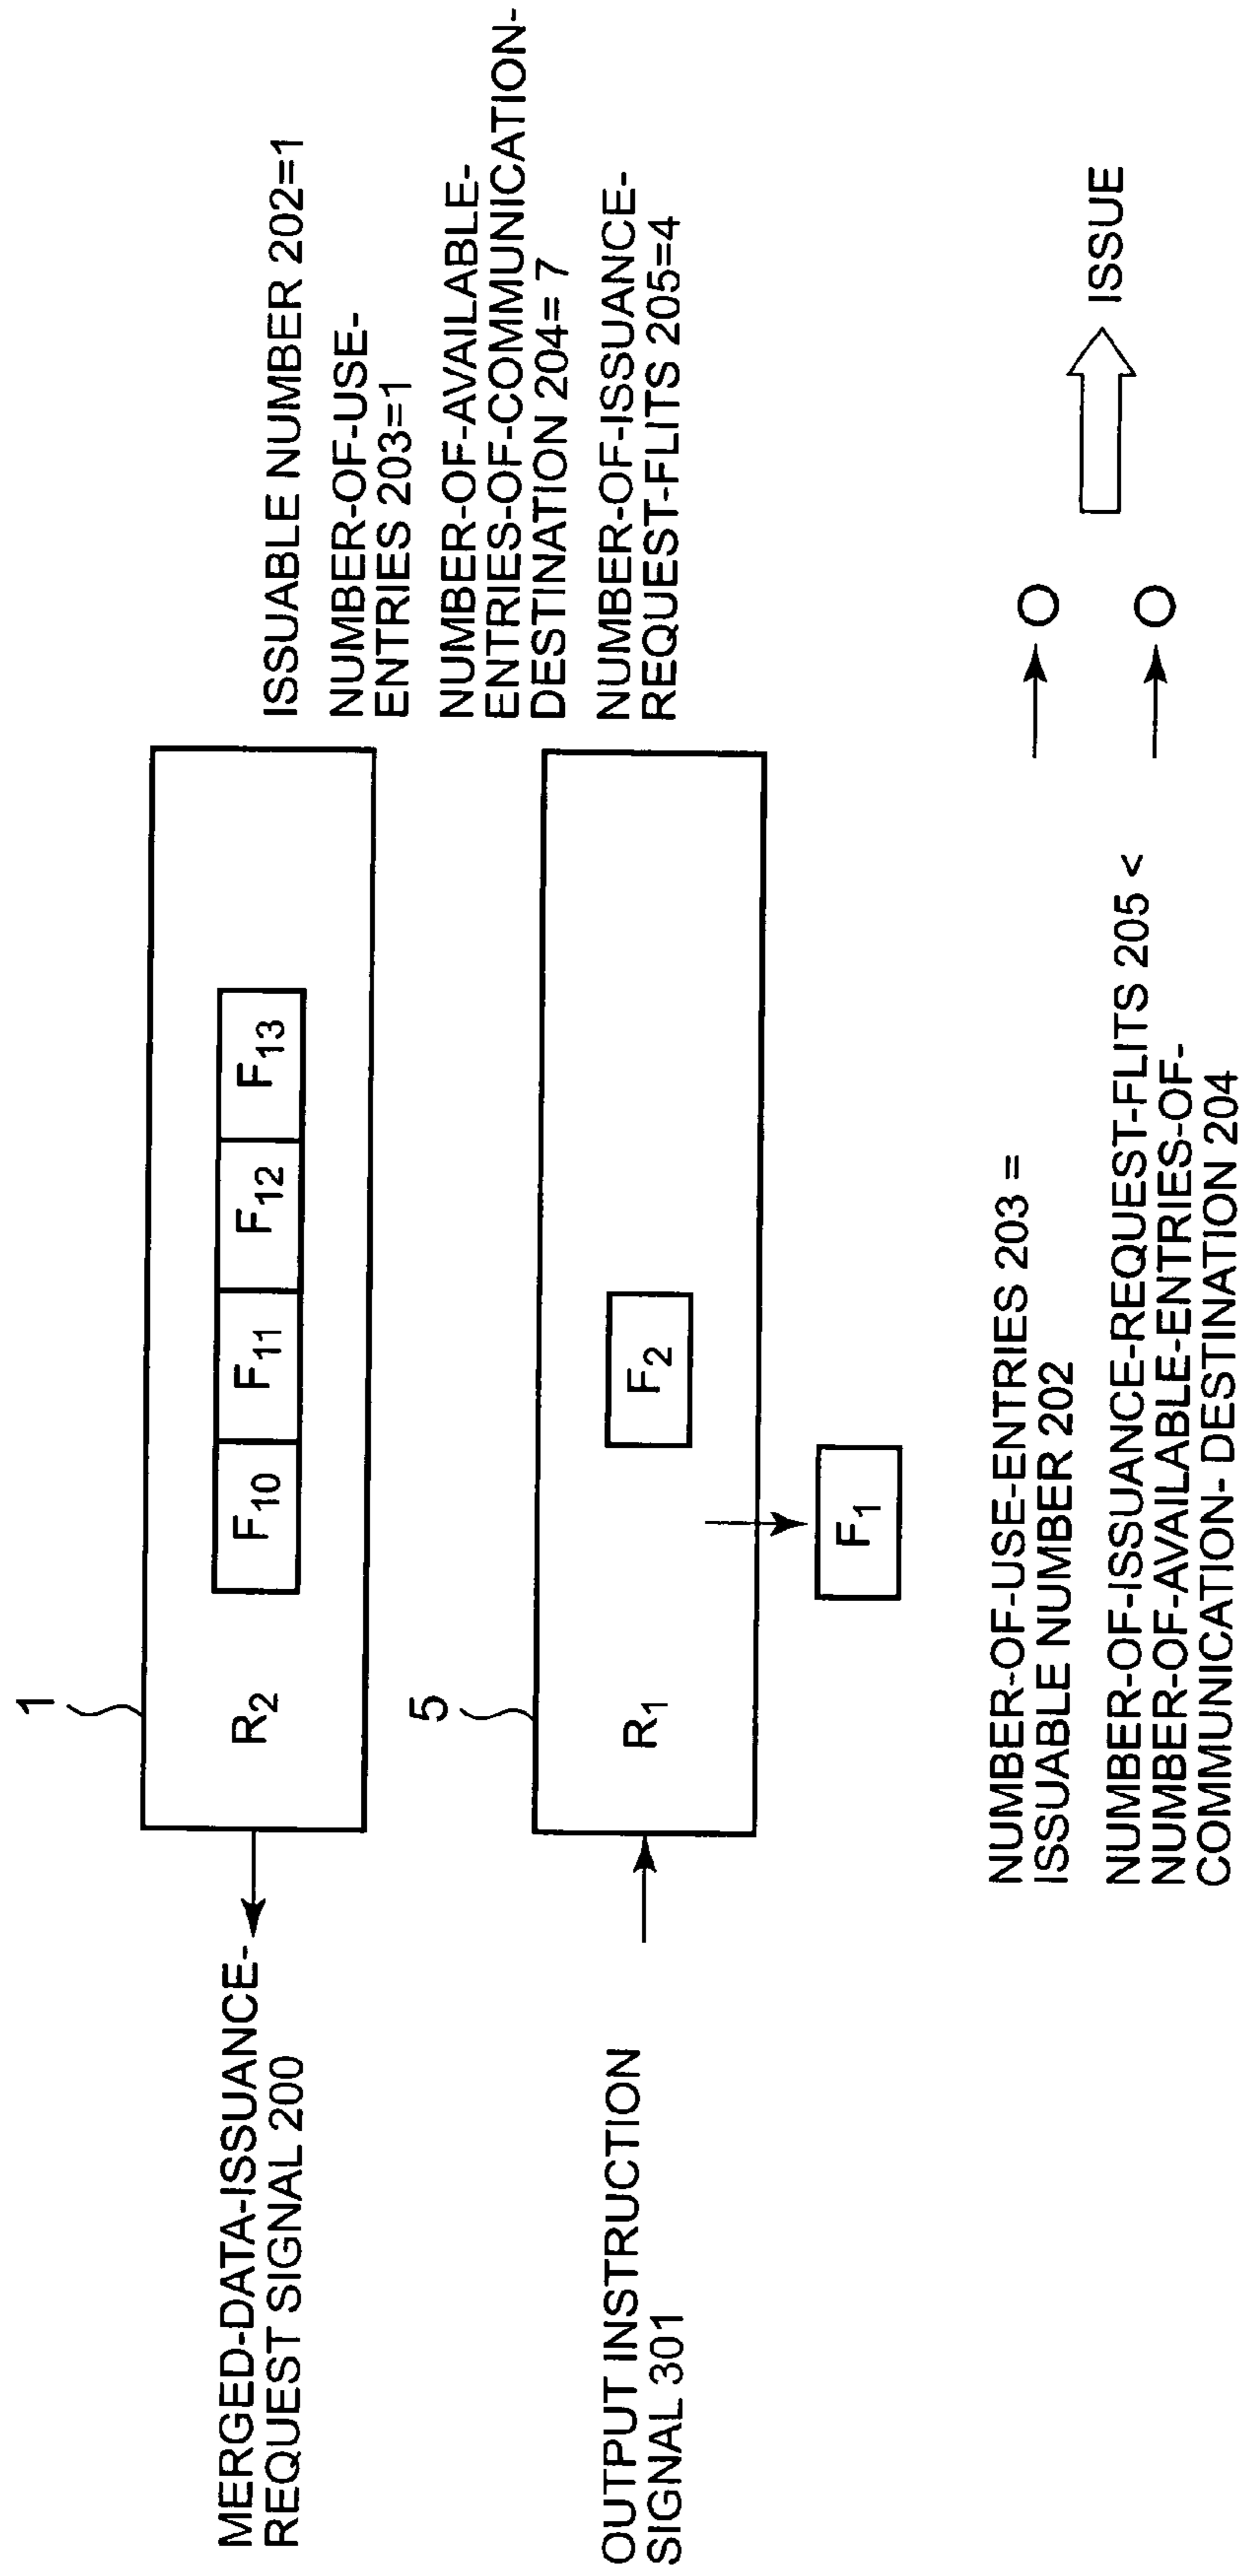 1
MERGED-DATA-ISSUANCE-
REQUEST SIGNAL 200
R2
F10
F11
F12
F13
ISSUABLE NUMBER 202=1
NUMBER-OF-USE-
ENTRIES 203=1
NUMBER-OF-AVAILABLE-
ENTRIES-OF-COMMUNICATION-
DESTINATION 204= 7
NUMBER-OF-ISSUANCE-
REQUEST-FLITS 205=4
5
OUTPUT INSTRUCTION
SIGNAL 301
R1
F2
F1
NUMBER-OF-USE-ENTRIES 203 =
ISSUABLE NUMBER 202
NUMBER-OF-ISSUANCE-REQUEST-FLITS 205 <
NUMBER-OF-AVAILABLE-ENTRIES-OF-
COMMUNICATION- DESTINATION 204
ISSUE